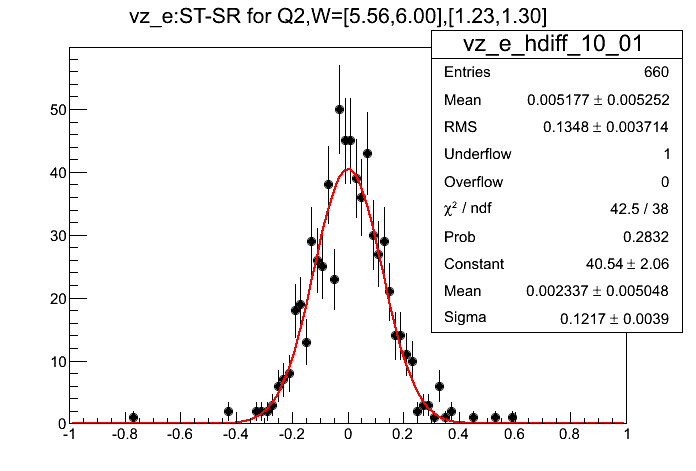 vz_e:ST-SR for Q2,W=[5.56,6.00],[1.23,1.30]
vz_e_hdiff_10_01
Entries 660
Mean 0.005177 ± 0.005252
RMS 0.1348 ± 0.003714
Underflow 1
Overflow 0
χ² / ndf 42.5 / 38
Prob 0.2832
Constant 40.54 ± 2.06
Mean 0.002337 ± 0.005048
Sigma 0.1217 ± 0.0039
50
40
30
20
10
0
-1 -0.8 -0.6 -0.4 -0.2 0 0.2 0.4 0.6 0.8 1